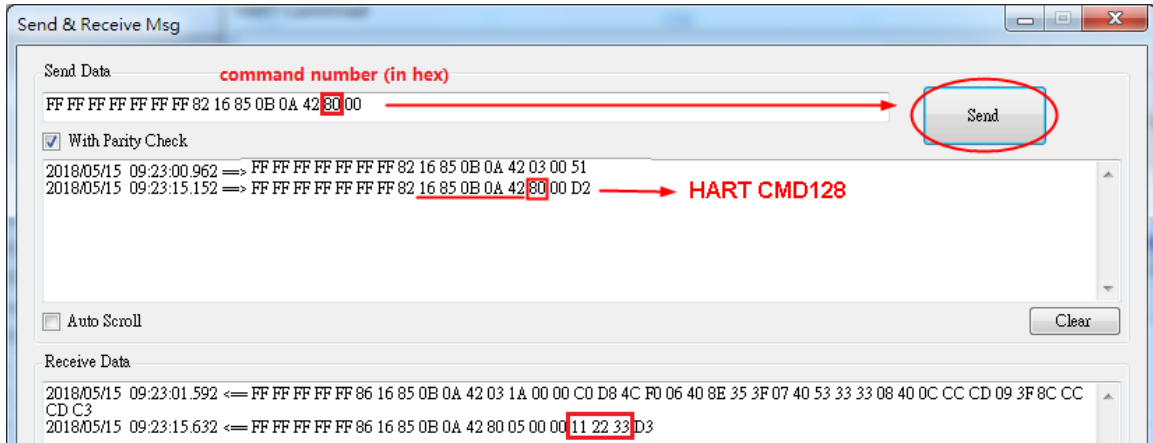 Send & Receive Msg
Send Data
command number (in hex)
FF FF FF FF FF FF FF 82 16 85 0B 0A 42 80 00
Send
With Parity Check
2018/05/15 09:23:00.962 ==> FF FF FF FF FF FF FF 82 16 85 0B 0A 42 03 00 51
2018/05/15 09:23:15.152 ==> FF FF FF FF FF FF FF 82 16 85 0B 0A 42 80 00 D2
HART CMD128
Auto Scroll
Clear
Receive Data
2018/05/15 09:23:01.592 <== FF FF FF FF FF 86 16 85 0B 0A 42 03 1A 00 00 C0 D8 4C F0 06 40 8E 35 3F 07 40 53 33 33 08 40 0C CC CD 09 3F 8C CC
CD C3
2018/05/15 09:23:15.632 <== FF FF FF FF FF 86 16 85 0B 0A 42 80 05 00 00 11 22 33 D3